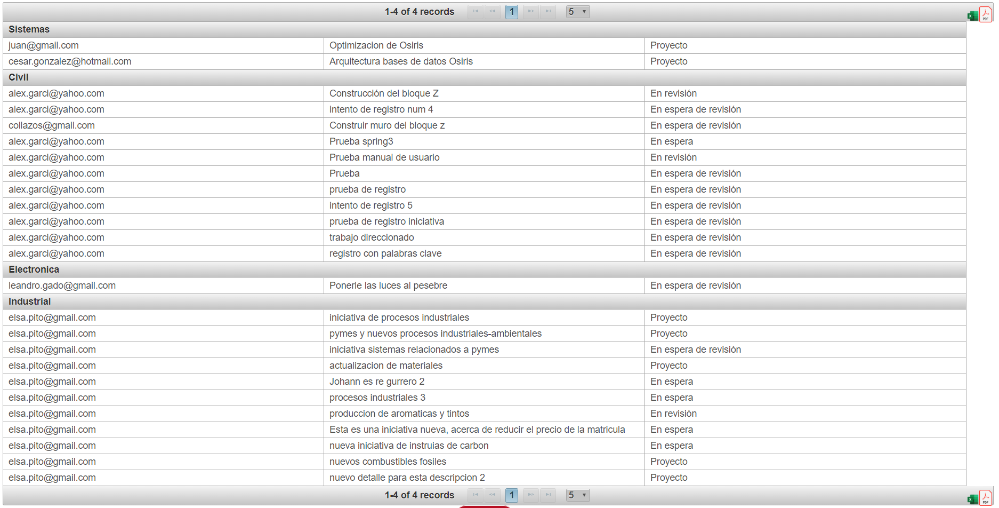 1-4 of 4 records 1 5
Sistemas
juan@gmail.com Optimizacion de Osiris Proyecto
cesar.gonzalez@hotmail.com Arquitectura bases de datos Osiris Proyecto
Civil
alex.garci@yahoo.com Construcción del bloque Z En revisión
alex.garci@yahoo.com intento de registro num 4 En espera de revisión
collazos@gmail.com Construir muro del bloque z En espera de revisión
alex.garci@yahoo.com Prueba spring3 En espera
alex.garci@yahoo.com Prueba manual de usuario En revisión
alex.garci@yahoo.com Prueba En espera de revisión
alex.garci@yahoo.com prueba de registro En espera de revisión
alex.garci@yahoo.com intento de registro 5 En espera de revisión
alex.garci@yahoo.com prueba de registro iniciativa En espera de revisión
alex.garci@yahoo.com trabajo direccionado En espera de revisión
alex.garci@yahoo.com registro con palabras clave En espera de revisión
Electronica
leandro.gado@gmail.com Ponerle las luces al pesebre En espera de revisión
Industrial
elsa.pito@gmail.com iniciativa de procesos industriales Proyecto
elsa.pito@gmail.com pymes y nuevos procesos industriales-ambientales Proyecto
elsa.pito@gmail.com iniciativa sistemas relacionados a pymes En espera de revisión
elsa.pito@gmail.com actualizacion de materiales Proyecto
elsa.pito@gmail.com Johann es re gurrero 2 En espera
elsa.pito@gmail.com procesos industriales 3 En espera
elsa.pito@gmail.com produccion de aromaticas y tintos En revisión
elsa.pito@gmail.com Esta es una iniciativa nueva, acerca de reducir el precio de la matricula En espera
elsa.pito@gmail.com nueva iniciativa de instruias de carbon En espera
elsa.pito@gmail.com nuevos combustibles fosiles Proyecto
elsa.pito@gmail.com nuevo detalle para esta descripcion 2 Proyecto
1-4 of 4 records 1 5
X PDF
X PDF